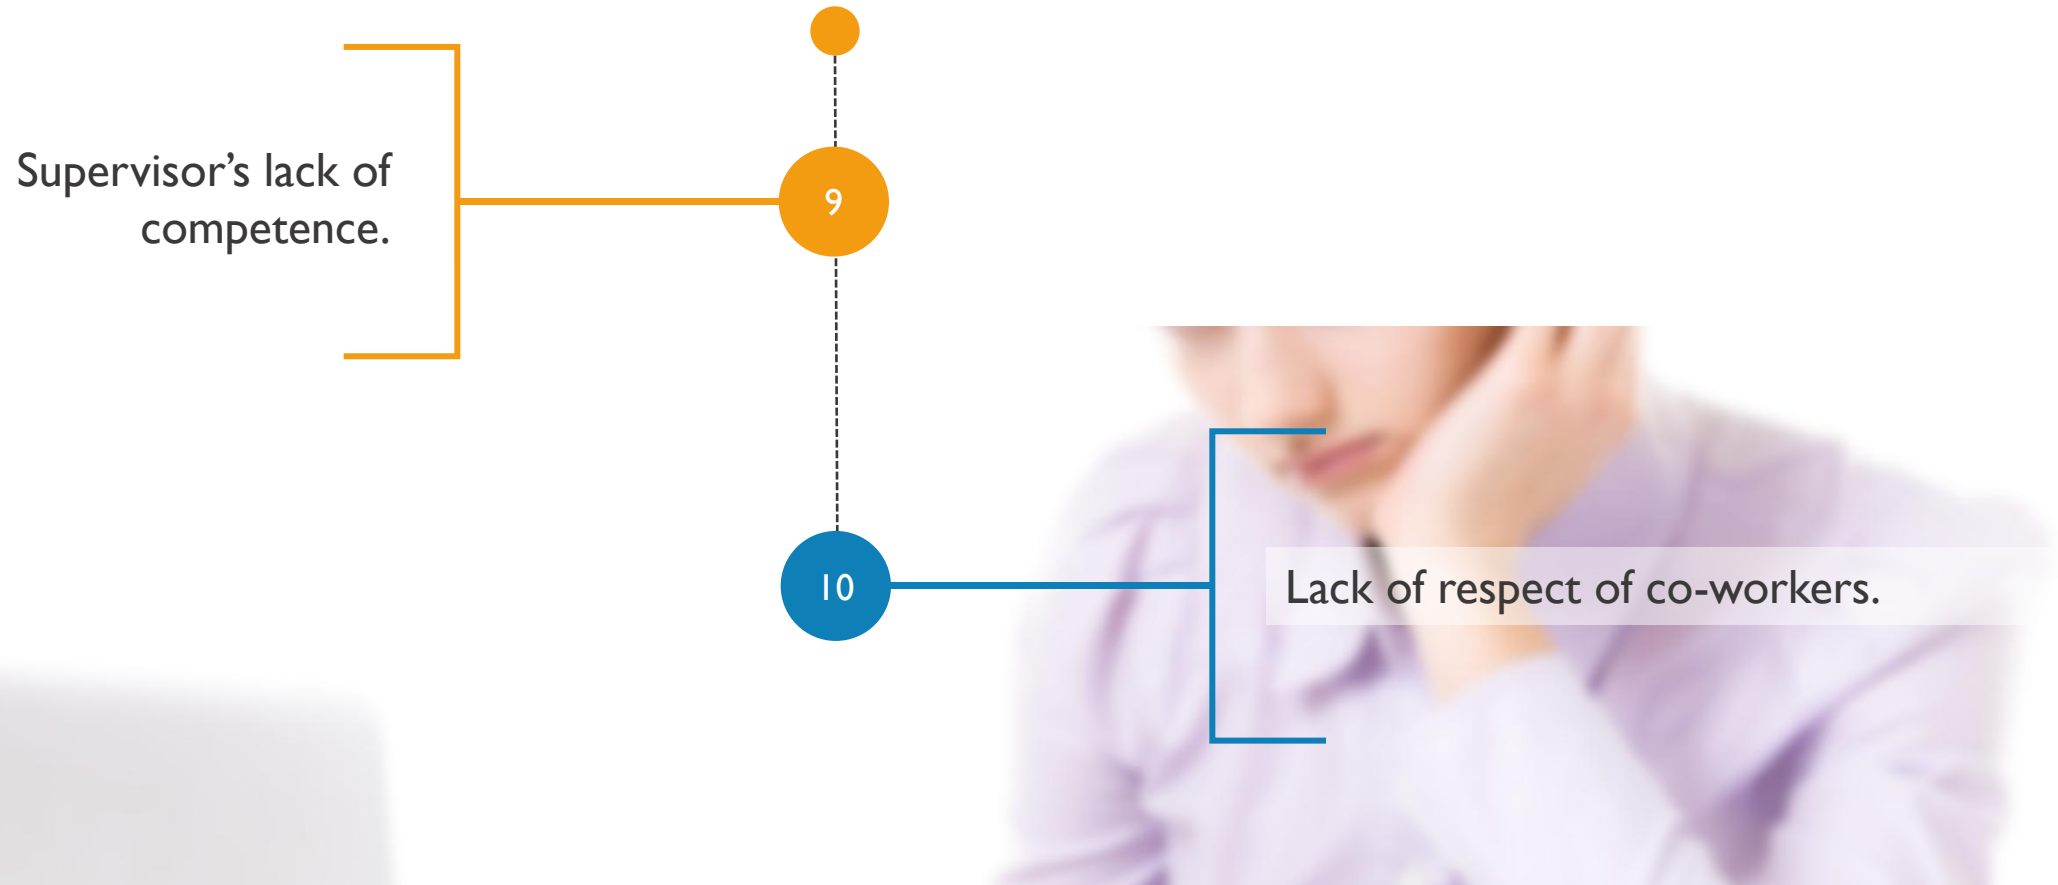 Supervisor’s lack of
competence.
9
10
Lack of respect of co-workers.